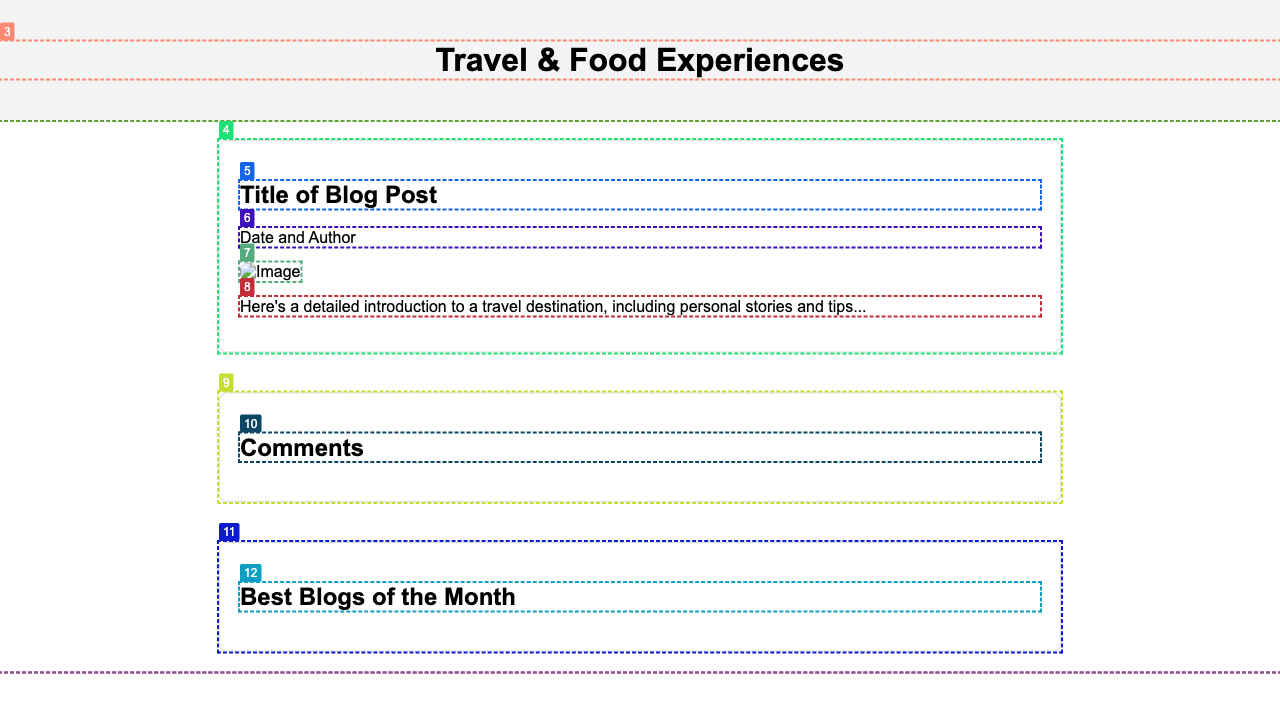 3
Travel & Food Experiences
4
5
Title of Blog Post
6
Date and Author
7
Image
8
Here's a detailed introduction to a travel destination, including personal stories and tips...
9
10
Comments
11
12
Best Blogs of the Month